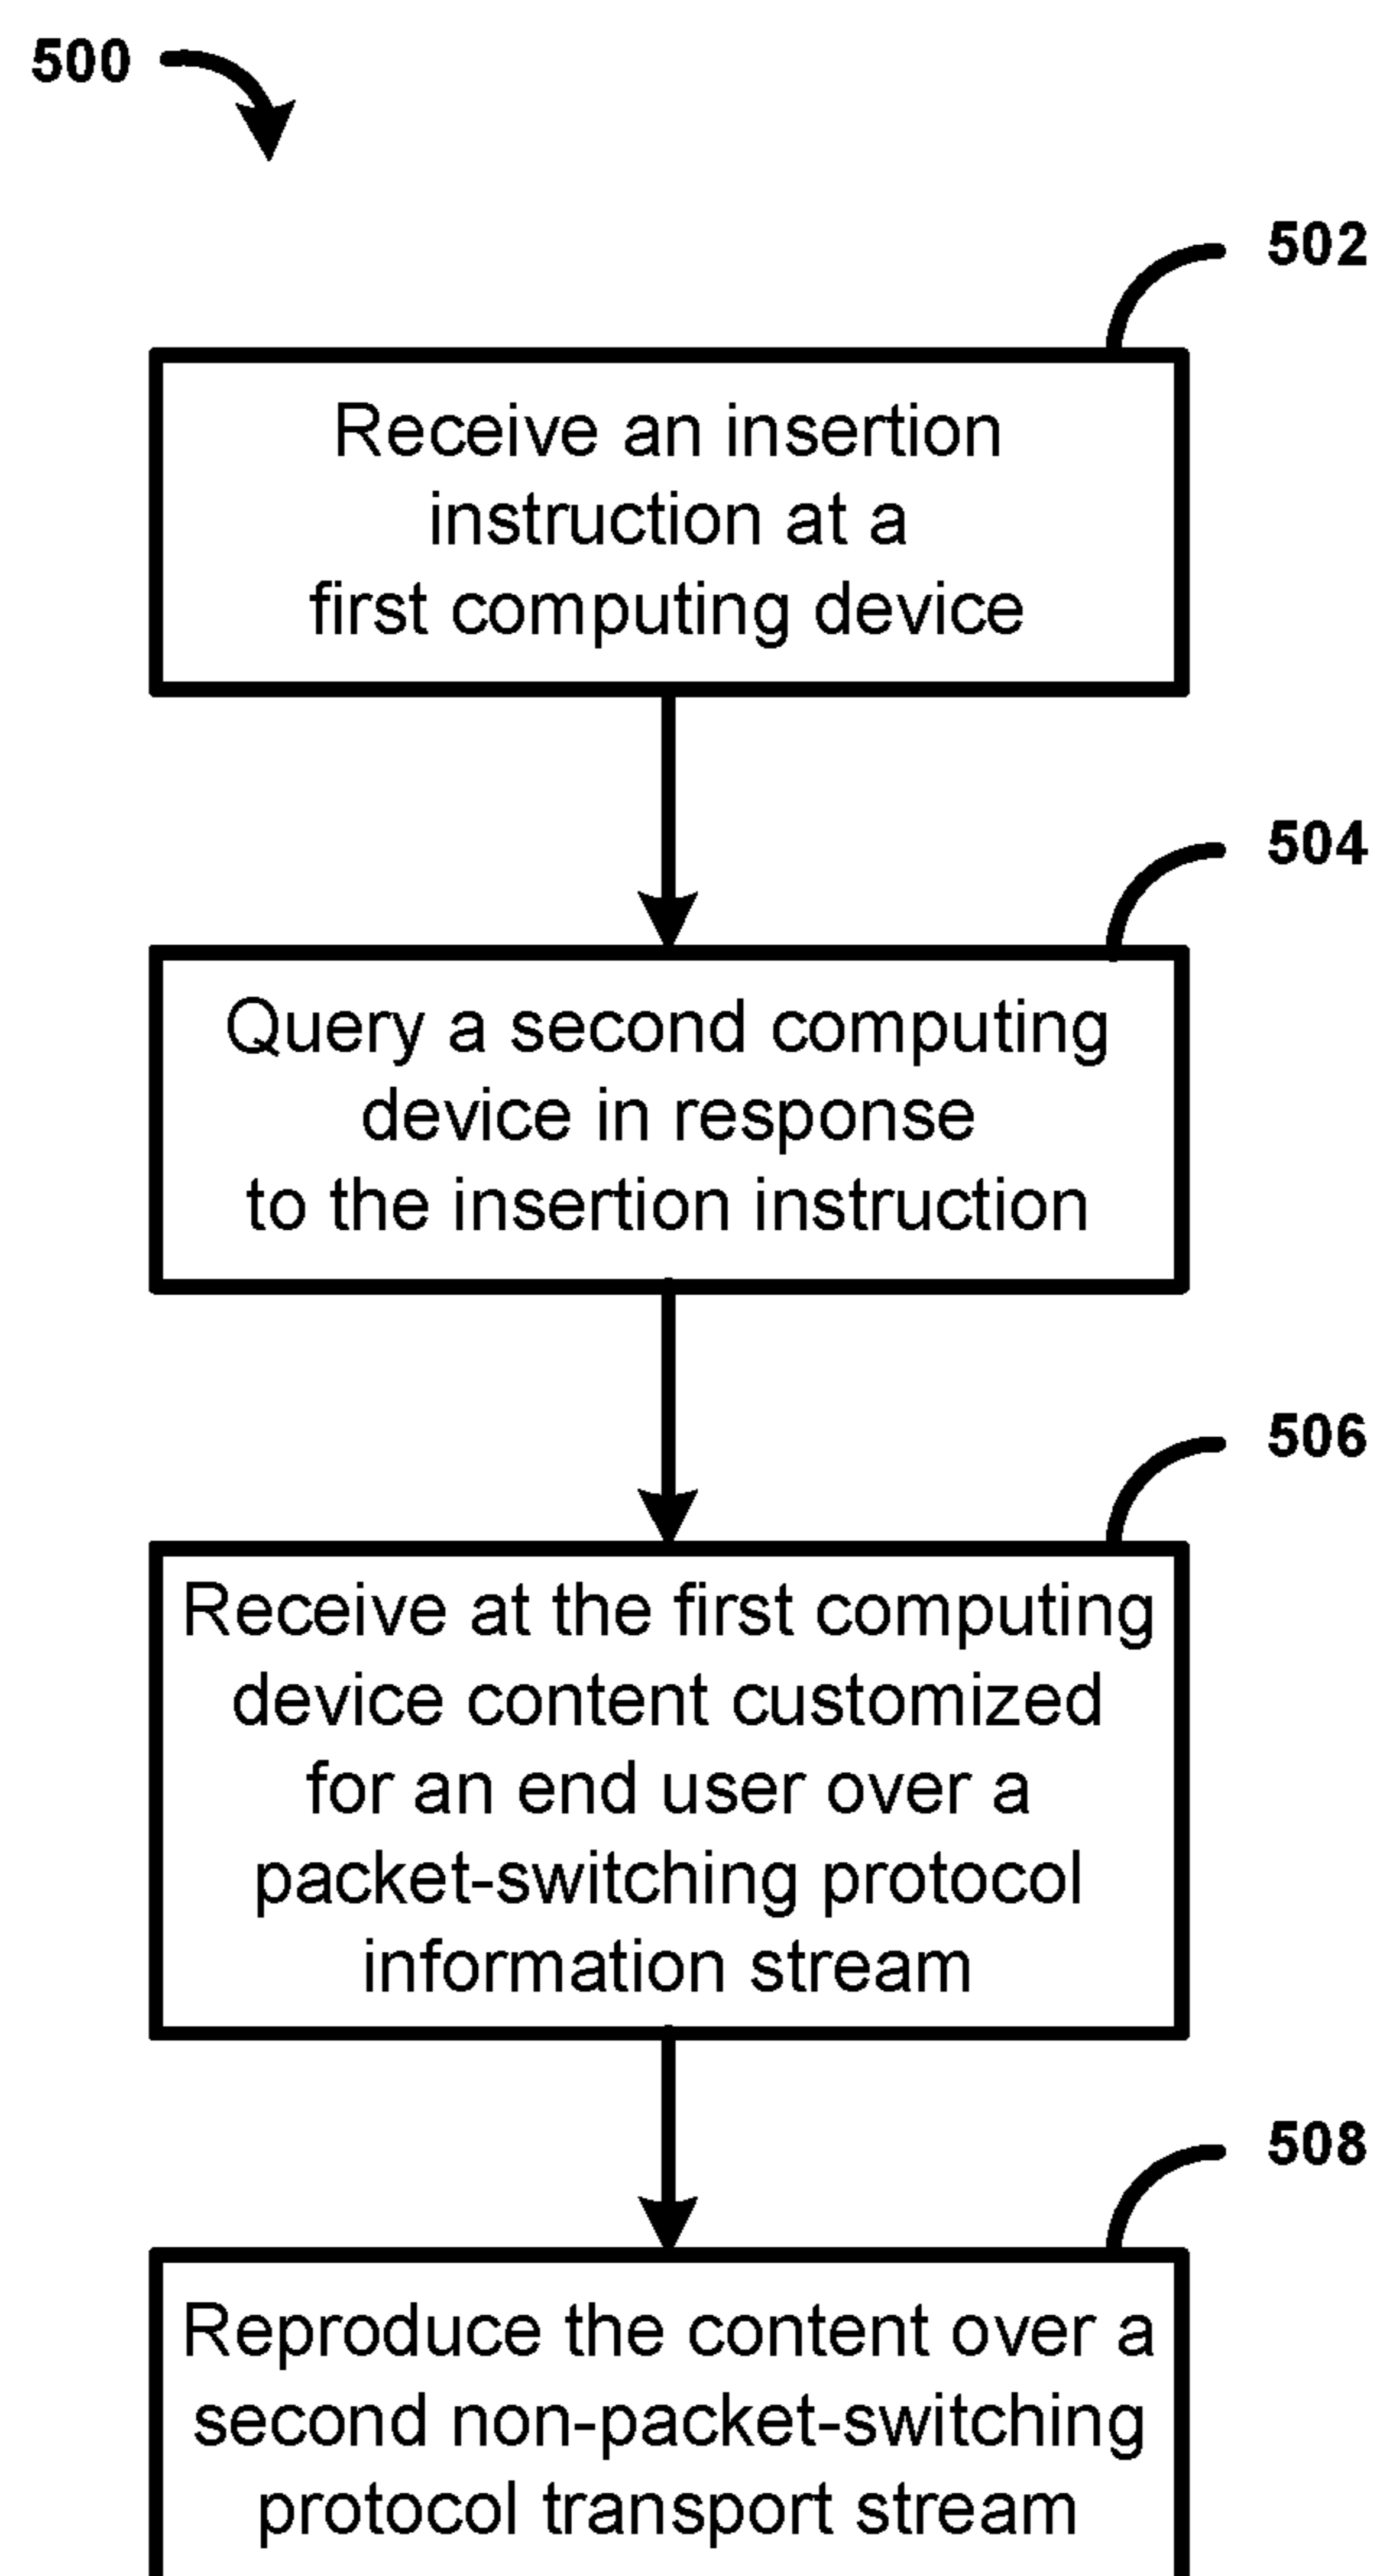 500
502
Receive an insertion
instruction at a
first computing device
504
Query a second computing
device in response
to the insertion instruction
506
Receive at the first computing
device content customized
for an end user over a
packet-switching protocol
information stream
508
Reproduce the content over a
second non-packet-switching
protocol transport stream